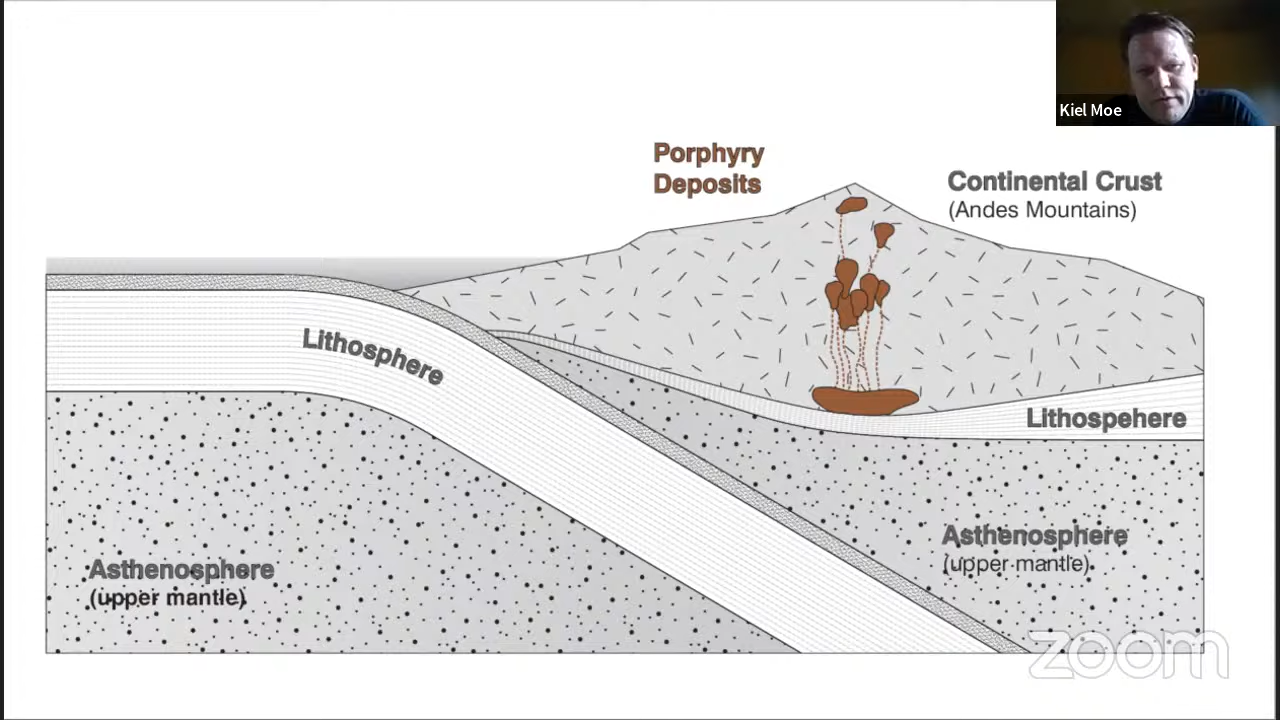 Kiel Moe
Porphyry
Deposits
Continental Crust
(Andes Mountains)
Lithosphere
Lithospehere
Asthenosphere
(upper mantle)
Asthenosphere
(upper mantle)
zoom